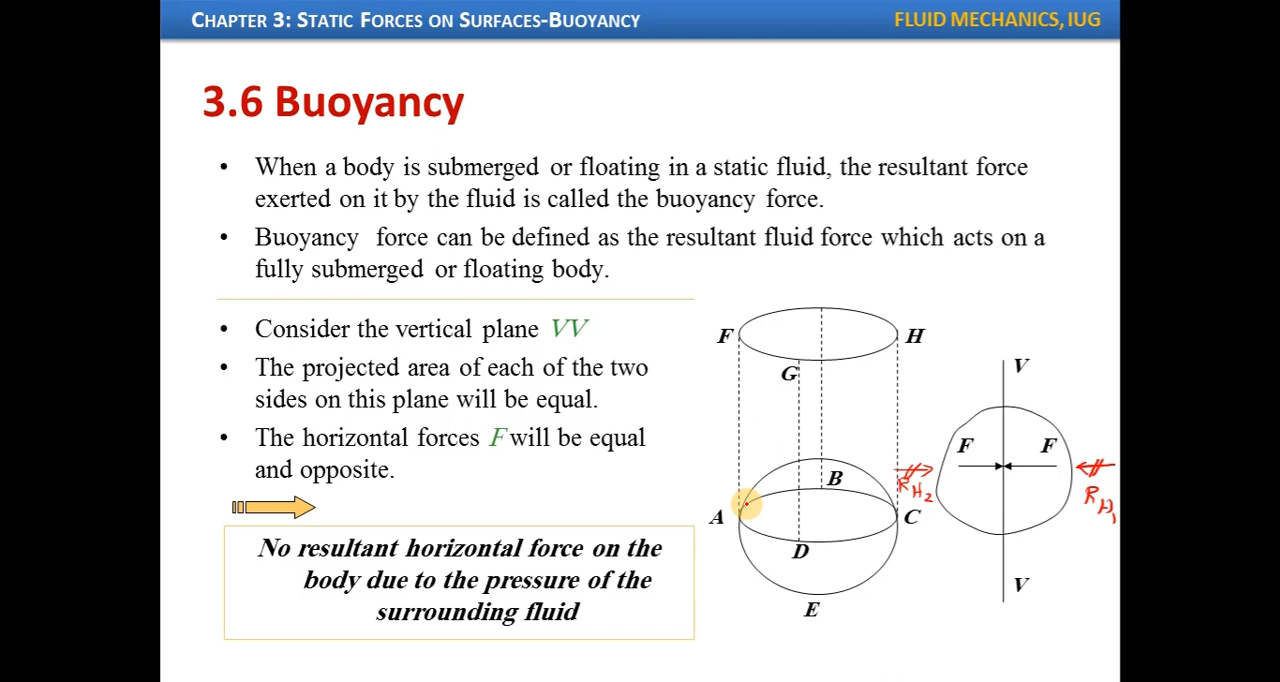 CHAPTER 3: STATIC FORCES ON SURFACES-BUOYANCY
FLUID MECHANICS, IUG
3.6 Buoyancy
• When a body is submerged or floating in a static fluid, the resultant force
exerted on it by the fluid is called the buoyancy force.
• Buoyancy force can be defined as the resultant fluid force which acts on a
fully submerged or floating body.
• Consider the vertical plane VV
• The projected area of each of the two
sides on this plane will be equal.
• The horizontal forces F will be equal
and opposite.
No resultant horizontal force on the
body due to the pressure of the
surrounding fluid
F
H
G
B
A
C
D
E
V
F
F
RH2
RH1
V